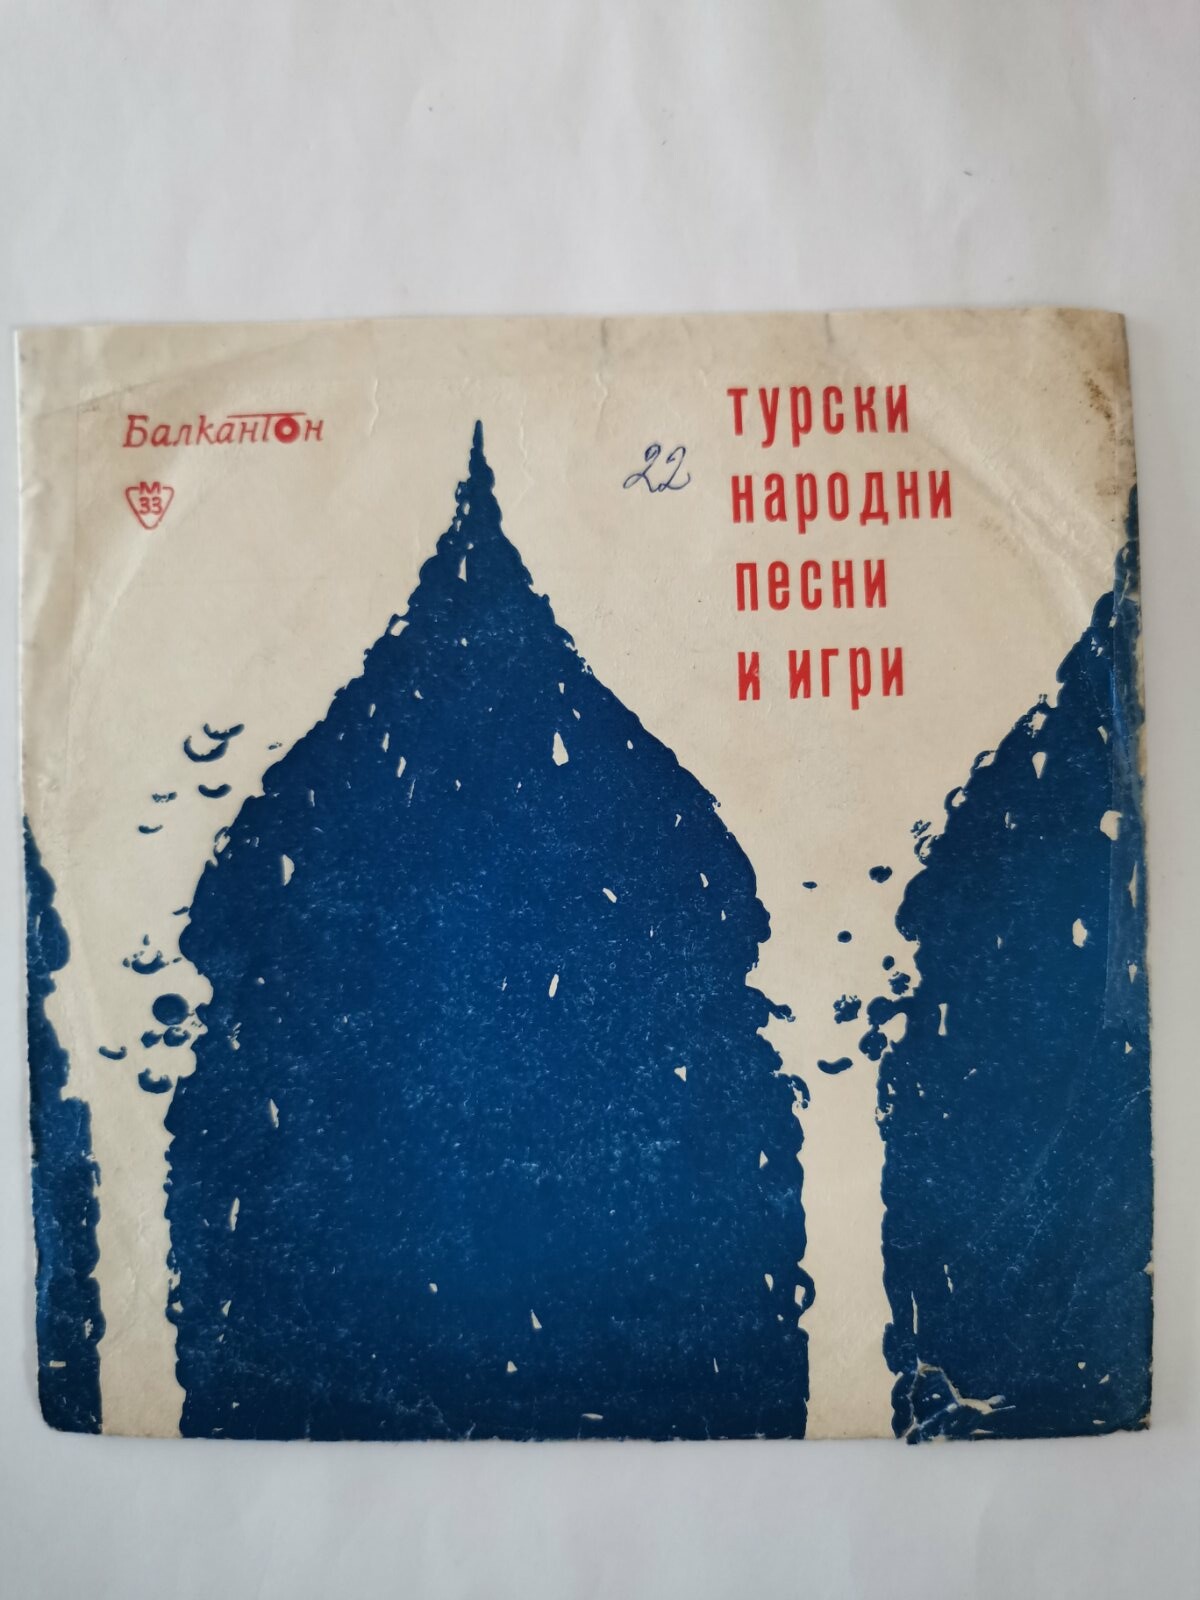 Балкантон
М
33
22
турски
народни
песни
и игри